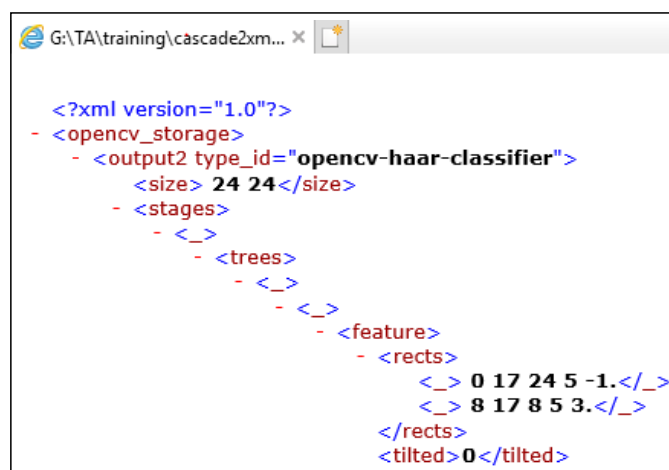 G:\TA\training\cascade2xm...
<?xml version="1.0"?>
- <opencv_storage>
- <output2 type_id="opencv-haar-classifier">
<size> 24 24</size>
- <stages>
- <_>
- <trees>
- <_>
- <_>
- <feature>
- <rects>
<_> 0 17 24 5 -1.</_>
<_> 8 17 8 5 3.</_>
</rects>
<tilted>0</tilted>